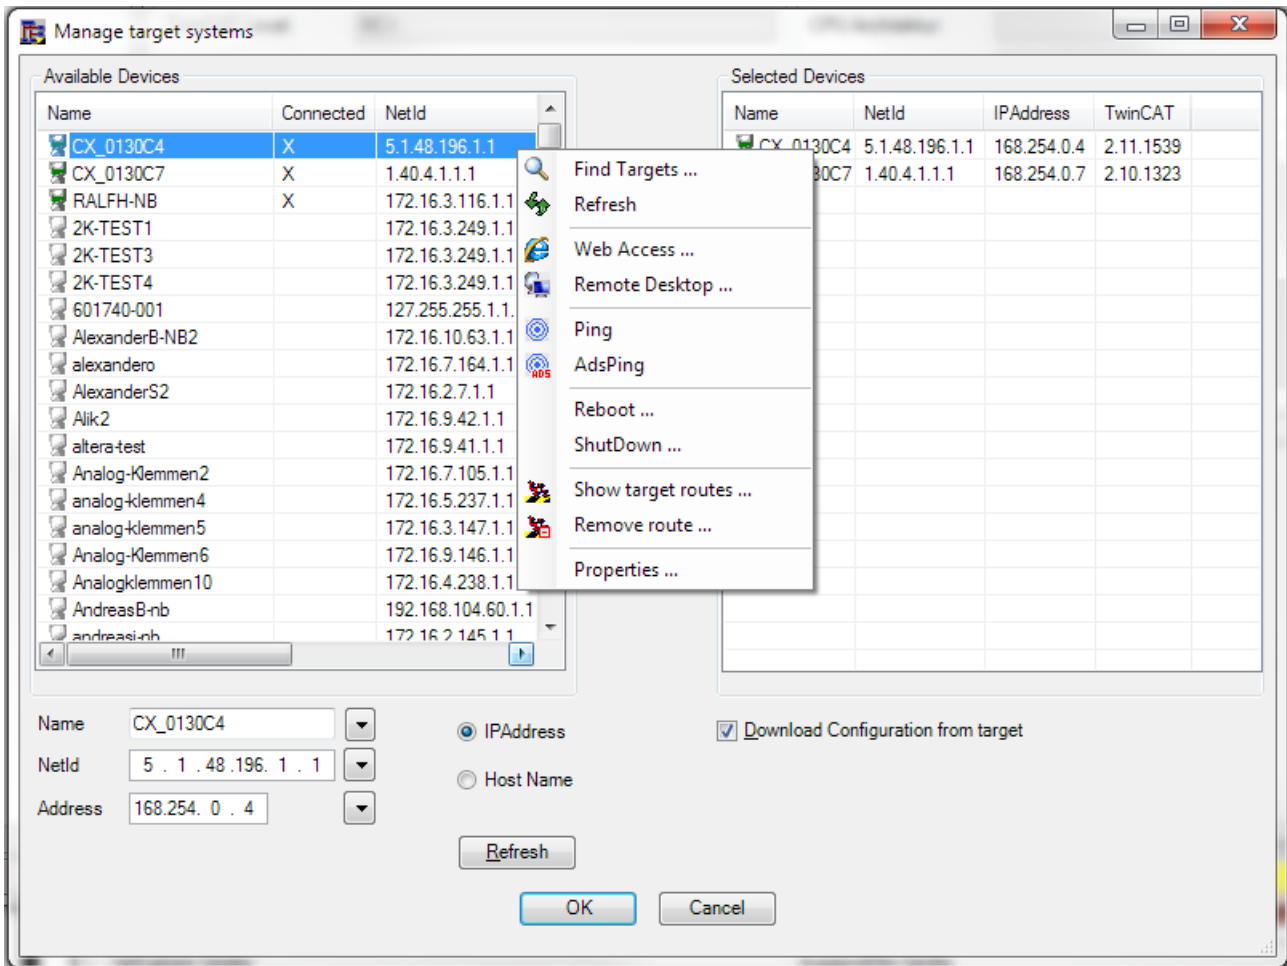 Manage target systems
Available Devices
Name Connected NetId
CX_0130C4 X 5.1.48.196.1.1
CX_0130C7 X 1.40.4.1.1.1
RALFH-NB X 172.16.3.116.1.1
2K-TEST1 172.16.3.249.1.1
2K-TEST3 172.16.3.249.1.1
2K-TEST4 172.16.3.249.1.1
601740-001 127.255.255.1.1.
AlexanderB-NB2 172.16.10.63.1.1
alexandero 172.16.7.164.1.1
AlexanderS2 172.16.2.7.1.1
Alik2 172.16.9.42.1.1
altera-test 172.16.9.41.1.1
Analog-Klemmen2 172.16.7.105.1.1
analog-klemmen4 172.16.5.237.1.1
analog-klemmen5 172.16.3.147.1.1
Analog-Klemmen6 172.16.9.146.1.1
Analogklemmen10 172.16.4.238.1.1
AndreasB-nb 192.168.104.60.1.1
andreasj-nb 172.16.2.145.1.1
Find Targets ...
Refresh
Web Access ...
Remote Desktop ...
Ping
ADS
AdsPing
Reboot ...
ShutDown ...
Show target routes ...
Remove route ...
Properties ...
Selected Devices
Name NetId IPAddress TwinCAT
CX_0130C4 5.1.48.196.1.1 168.254.0.4 2.11.1539
30C7 1.40.4.1.1.1 168.254.0.7 2.10.1323
Name CX_0130C4
NetId 5 . 1 . 48 .196. 1 . 1
Address 168.254. 0 . 4
IPAddress
Host Name
Refresh
Download Configuration from target
OK Cancel